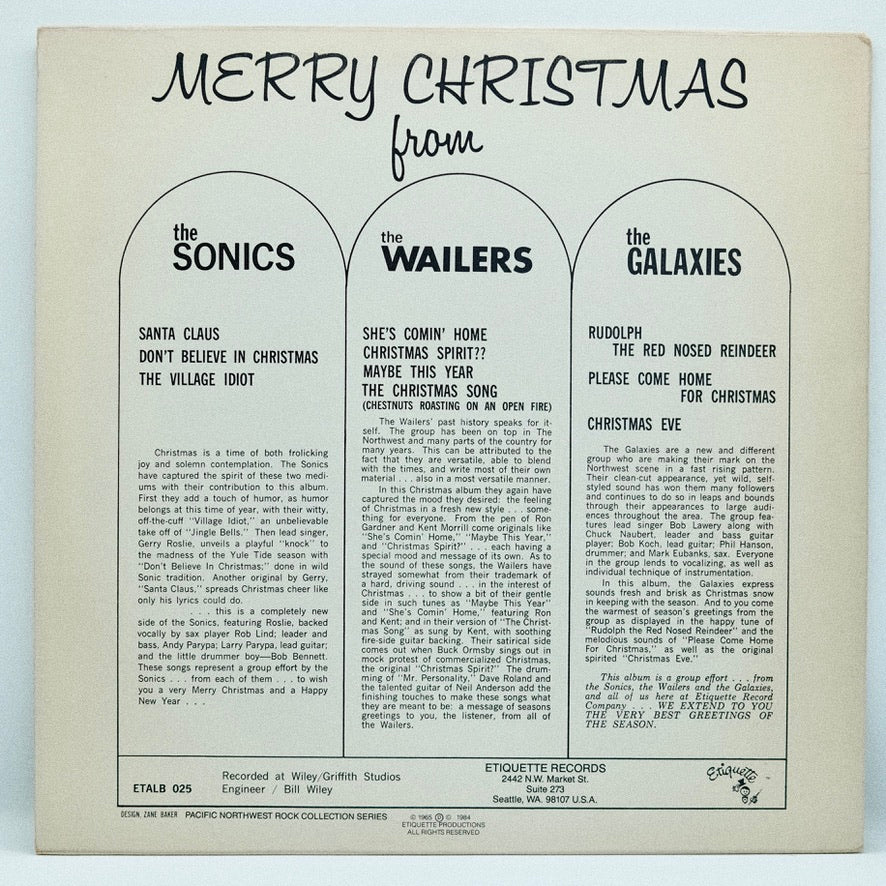 MERRY CHRISTMAS
from
the
SONICS
SANTA CLAUS
DON'T BELIEVE IN CHRISTMAS
THE VILLAGE IDIOT
Christmas is a time of both frolicking
joy and solemn contemplation. The Sonics
have captured the spirit of these two medi-
ums with their contribution to this album.
First they add a touch of humor, as humor
belongs at this time of year, with their witty,
off-the-cuff "Village Idiot," an unbelievable
take off of "Jingle Bells." Then lead singer,
Gerry Roslie, unveils a playful "knock" to
the madness of the Yule Tide season with
"Don't Believe In Christmas;" done in wild
Sonic tradition. Another original by Gerry,
"Santa Claus," spreads Christmas cheer like
only his lyrics could do.
. . . this is a completely new
side of the Sonics, featuring Roslie, backed
vocally by sax player Rob Lind; leader and
bass, Andy Parypa; Larry Parypa, lead guitar;
and the little drummer boy—Bob Bennett.
These songs represent a group effort by the
Sonics . . . from each of them . . . to wish
you a very Merry Christmas and a Happy
New Year . . .
the
WAILERS
SHE'S COMIN' HOME
CHRISTMAS SPIRIT??
MAYBE THIS YEAR
THE CHRISTMAS SONG
(CHESTNUTS ROASTING ON AN OPEN FIRE)
The Wailers' past history speaks for it-
self. The group has been on top in The
Northwest and many parts of the country for
many years. This can be attributed to the
fact that they are versatile, able to blend
with the times, and write most of their own
material . . . also in a most versatile manner.
In this Christmas album they again have
captured the mood they desired: the feeling
of Christmas in a fresh new style . . . some-
thing for everyone. From the pen of Ron
Gardner and Kent Morrill come originals like
"She's Comin' Home," "Maybe This Year,"
and "Christmas Spirit?" . . . each having a
special mood and message of its own. As to
the sound of these songs, the Wailers have
strayed somewhat from their trademark of
a hard, driving sound . . . in the interest of
Christmas . . . to show a bit of their gentle
side in such tunes as "Maybe This Year"
and "She's Comin' Home," featuring Ron
and Kent; and in their version of "The Christ-
mas Song" as sung by Kent, with soothing
fire-side guitar backing. Their satirical side
comes out when Buck Ormsby sings out in
mock protest of commercialized Christmas,
the original "Christmas Spirit?" The drum-
ming of "Mr. Personality," Dave Roland and
the talented guitar of Neil Anderson add the
finishing touches to make these songs what
they are meant to be: a message of seasons
greetings to you, the listener, from all of
the Wailers.
the
GALAXIES
RUDOLPH
THE RED NOSED REINDEER
PLEASE COME HOME
FOR CHRISTMAS
CHRISTMAS EVE
The Galaxies are a new and different
group who are making their mark on the
Northwest scene in a fast rising pattern.
Their clean-cut appearance, yet wild, self-
styled sound has won them many followers
and continues to do so in leaps and bounds
through their appearances to large audi-
ences throughout the area. The group fea-
tures lead singer Bob Lawery along with
Chuck Naubert, leader and bass guitar
player; Bob Koch, lead guitar; Phil Hanson,
drummer; and Mark Eubanks, sax. Everyone
in the group lends to vocalizing, as well as
individual technique of instrumentation.
In this album, the Galaxies express
sounds fresh and brisk as Christmas snow
in keeping with the season. And to you come
the warmest of season's greetings from the
group as displayed in the happy tune of
"Rudolph the Red Nosed Reindeer" and the
melodious sounds of "Please Come Home
For Christmas," as well as the original
spirited "Christmas Eve."
This album is a group effort . . . from
the Sonics, the Wailers and the Galaxies,
and all of us here at Etiquette Record
Company . . . WE EXTEND TO YOU
THE VERY BEST GREETINGS OF
THE SEASON.
ETALB 025
Recorded at Wiley/Griffith Studios
Engineer / Bill Wiley
ETIQUETTE RECORDS
2442 N.W. Market St.
Suite 273
Seattle, WA. 98107 U.S.A.
Etiquette
DESIGN, ZANE BAKER PACIFIC NORTHWEST ROCK COLLECTION SERIES
© 1965 ℗ © 1984
ETIQUETTE PRODUCTIONS
ALL RIGHTS RESERVED